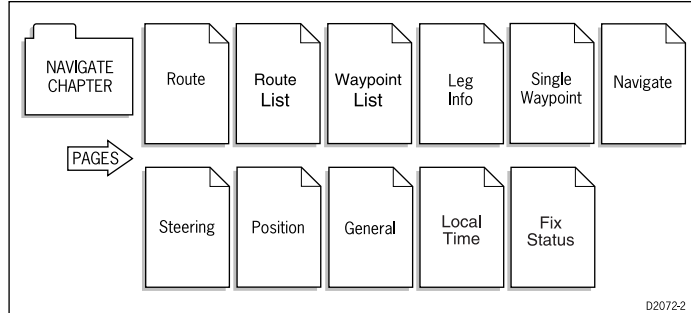 NAVIGATE
CHAPTER
Route
Route
List
Waypoint
List
Leg
Info
Single
Waypoint
Navigate
PAGES
Steering
Position
General
Local
Time
Fix
Status
D2072-2